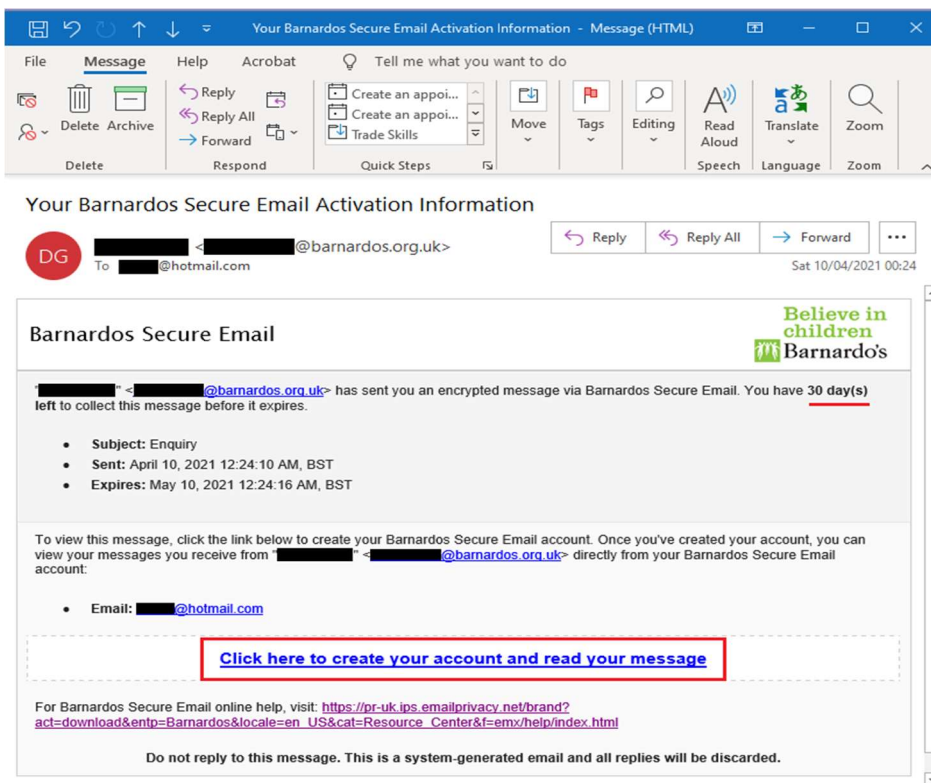 Your Barnardos Secure Email Activation Information - Message (HTML)
File Message Help Acrobat Tell me what you want to do
Delete Archive
Reply
Reply All
Forward
Create an appoi...
Create an appoi...
Trade Skills
Move
Tags
Editing
Read Aloud
Translate
Zoom
Delete Respond Quick Steps Speech Language Zoom
Your Barnardos Secure Email Activation Information
DG
< @barnardos.org.uk>
To @hotmail.com
Reply Reply All Forward ...
Sat 10/04/2021 00:24
Barnardos Secure Email
Believe in
children
Barnardo's
" " < @barnardos.org.uk> has sent you an encrypted message via Barnardos Secure Email. You have 30 day(s)
left to collect this message before it expires.
• Subject: Enquiry
• Sent: April 10, 2021 12:24:10 AM, BST
• Expires: May 10, 2021 12:24:16 AM, BST
To view this message, click the link below to create your Barnardos Secure Email account. Once you've created your account, you can
view your messages you receive from " " < @barnardos.org.uk> directly from your Barnardos Secure Email
account:
• Email: @hotmail.com
Click here to create your account and read your message
For Barnardos Secure Email online help, visit: https://pr-uk.ips.emailprivacy.net/brand?
act=download&entp=Barnardos&locale=en_US&cat=Resource_Center&f=emx/help/index.html
Do not reply to this message. This is a system-generated email and all replies will be discarded.